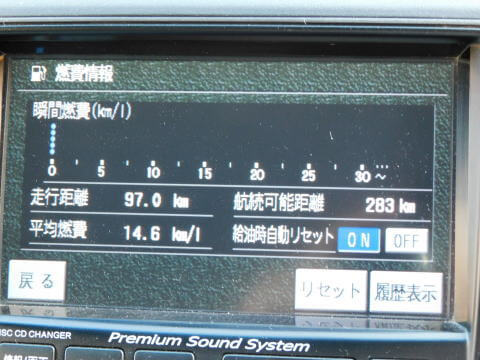 燃費情報
瞬間燃費(km/l)
0 5 10 15 20 25 30 ... ~
走行距離 97.0 km 航続可能距離 283 km
平均燃費 14.6 km/l 給油時自動リセット ON OFF
戻る リセット 履歴表示
DISC CD CHANGER
Premium Sound System